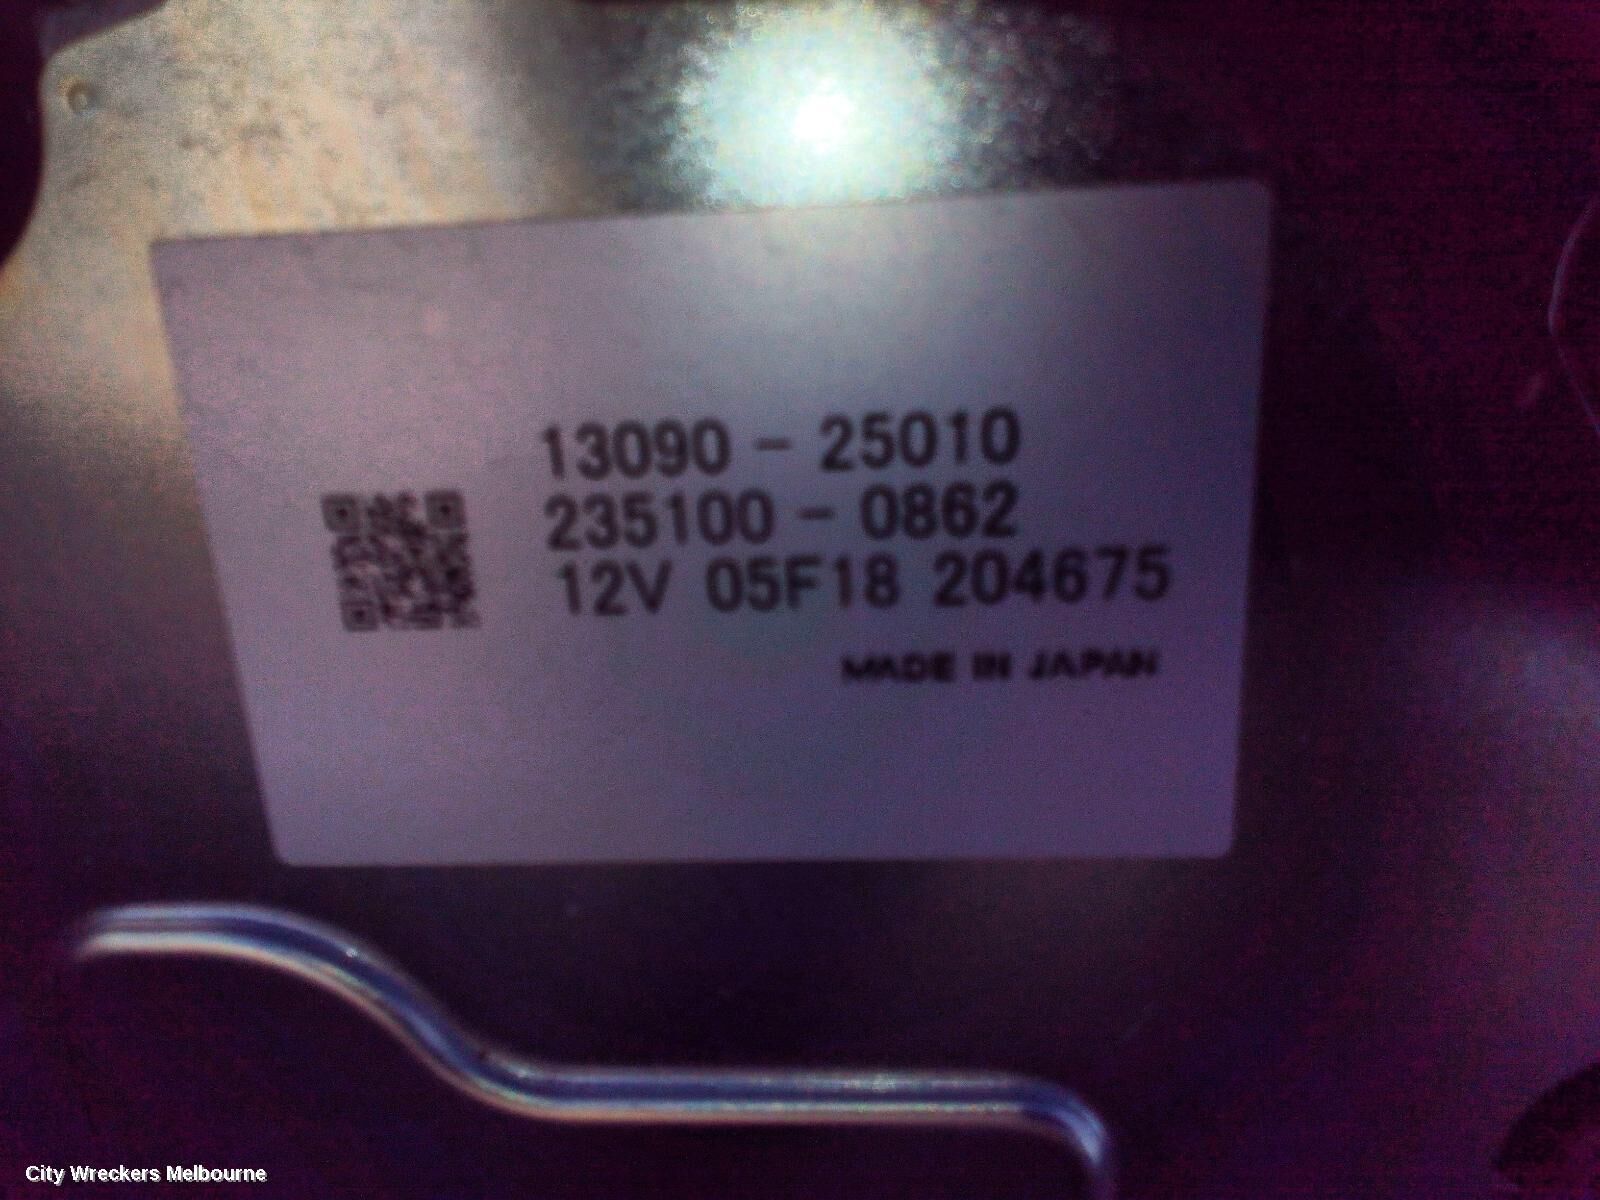 13090 - 25010
235100 - 0862
12V 05F18 204675
MADE IN JAPAN
City Wreckers Melbourne